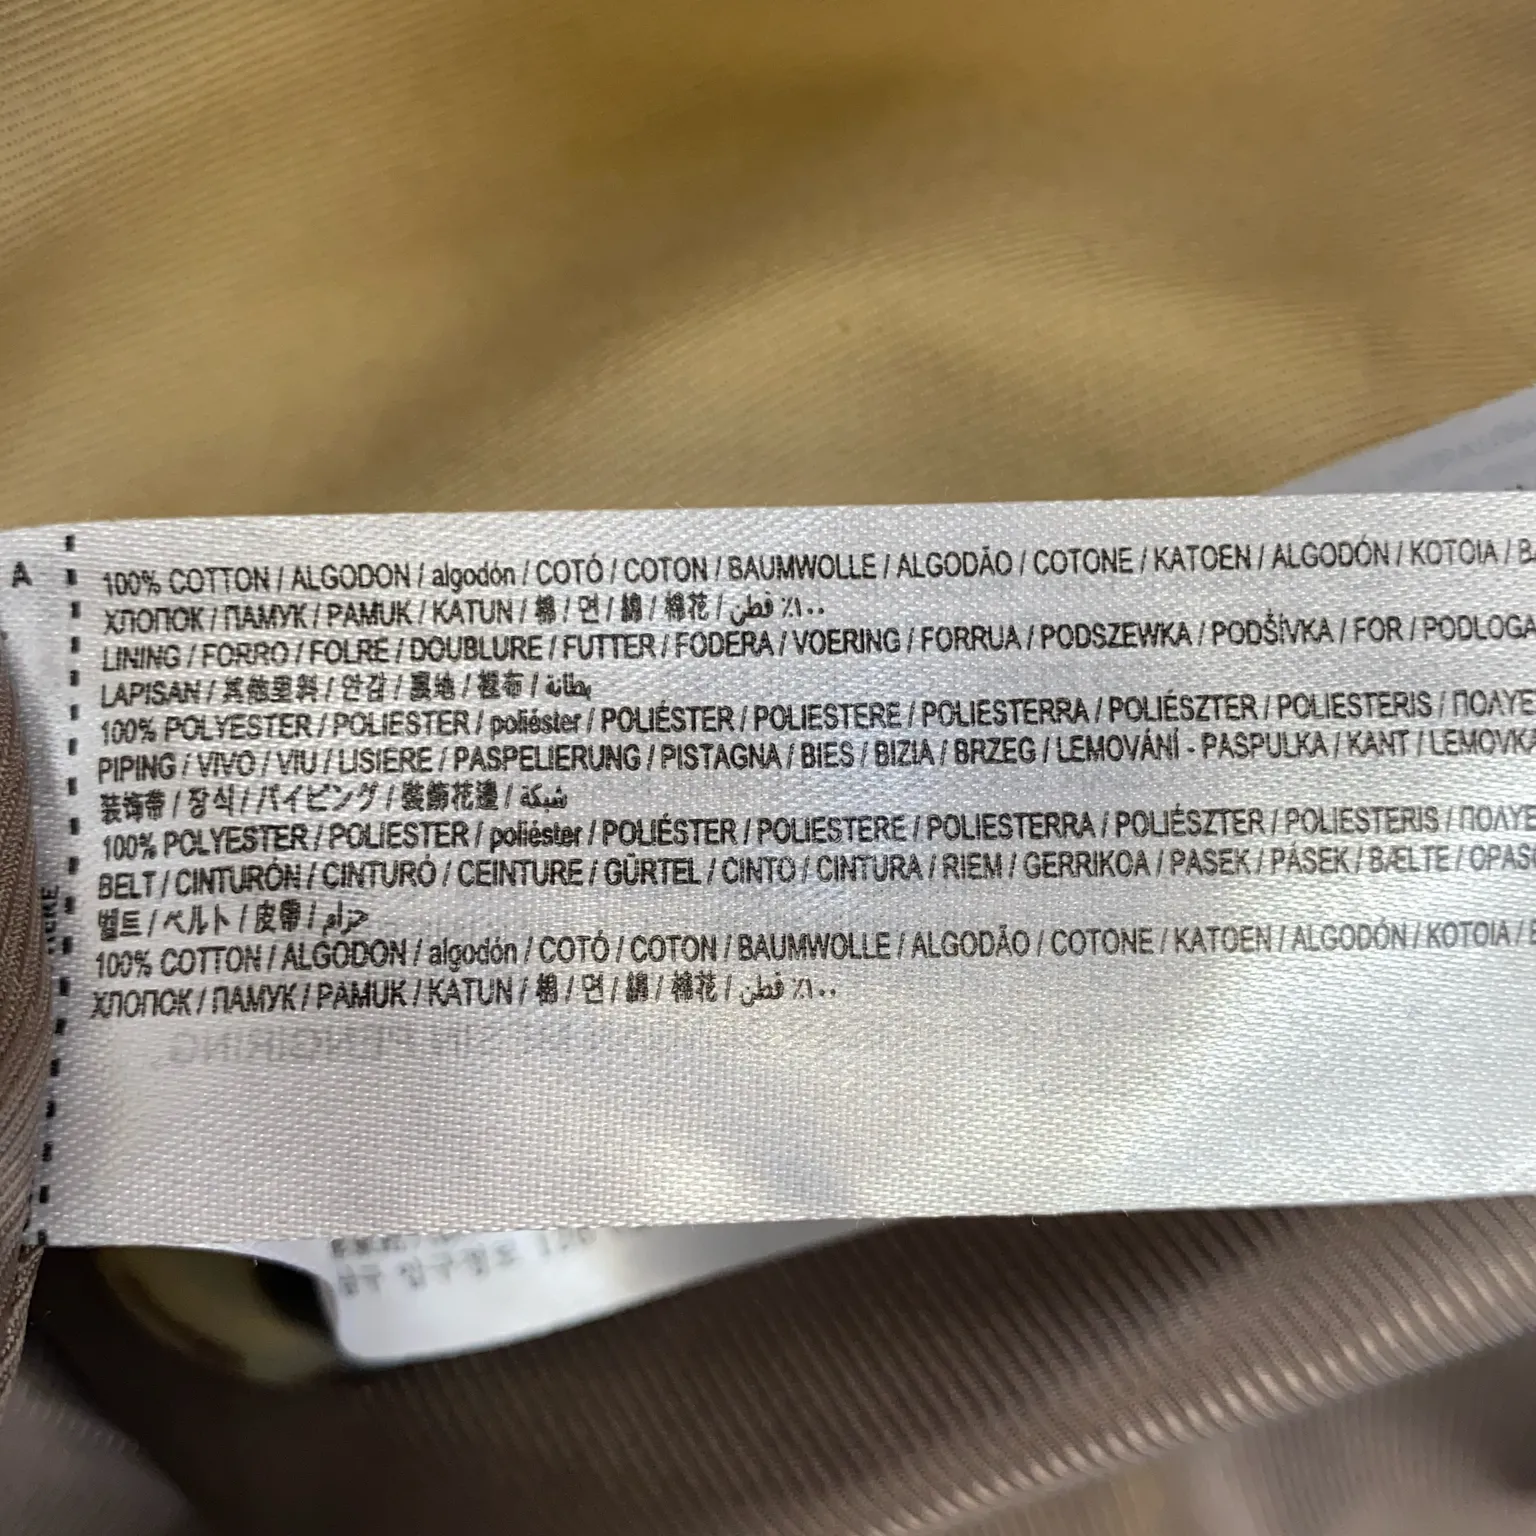 A
100% COTTON / ALGODON / algodón / COTÓ / COTON / BAUMWOLLE / ALGODÃO / COTONE / KATOEN / ALGODÓN / KOTOIA /
ХЛОПОК / ПАМУК / PAMUK / KATUN / 棉 / 면 / 綿 / 棉花 / قطن ٪١٠٠
LINING / FORRO / FOLRE / DOUBLURE / FUTTER / FODERA / VOERING / FORRUA / PODSZEWKA / PODŠÍVKA / FOR / PODLOGA
LAPISAN / 其他里料 / 안감 / 裏地 / 裡布 / بطانة
100% POLYESTER / POLIESTER / poliéster / POLIÉSTER / POLIESTERE / POLIESTERRA / POLIÉSZTER / POLIESTERIS /
PIPING / VIVO / VIU / LISIERE / PASPELIERUNG / PISTAGNA / BIES / BIZIA / BRZEG / LEMOVÁNÍ - PASPULKA / KANT / LEMOVKA
装饰带 / 장식 / パイピング / 裝飾花邊 / شبكة
100% POLYESTER / POLIESTER / poliéster / POLIÉSTER / POLIESTERE / POLIESTERRA / POLIÉSZTER / POLIESTERIS /
BELT / CINTURÓN / CINTURÓ / CEINTURE / GÜRTEL / CINTO / CINTURA / RIEM / GERRIKOA / PASEK / PÁSEK / BÆLTE /
벨트 / ベルト / 皮帶 / حزام
100% COTTON / ALGODON / algodón / COTÓ / COTON / BAUMWOLLE / ALGODÃO / COTONE / KATOEN / ALGODÓN / KOTOIA /
ХЛОПОК / ПАМУК / PAMUK / KATUN / 棉 / 면 / 綿 / 棉花 / قطن ٪١٠٠